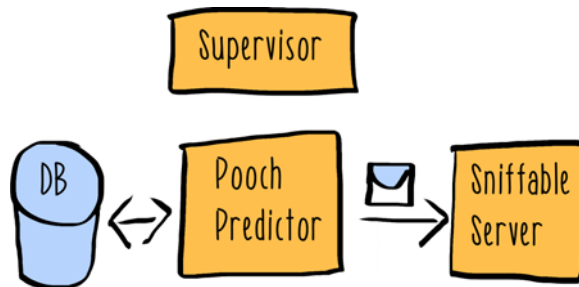 Supervisor
DB
Pooch
Predictor
Sniffable
Server